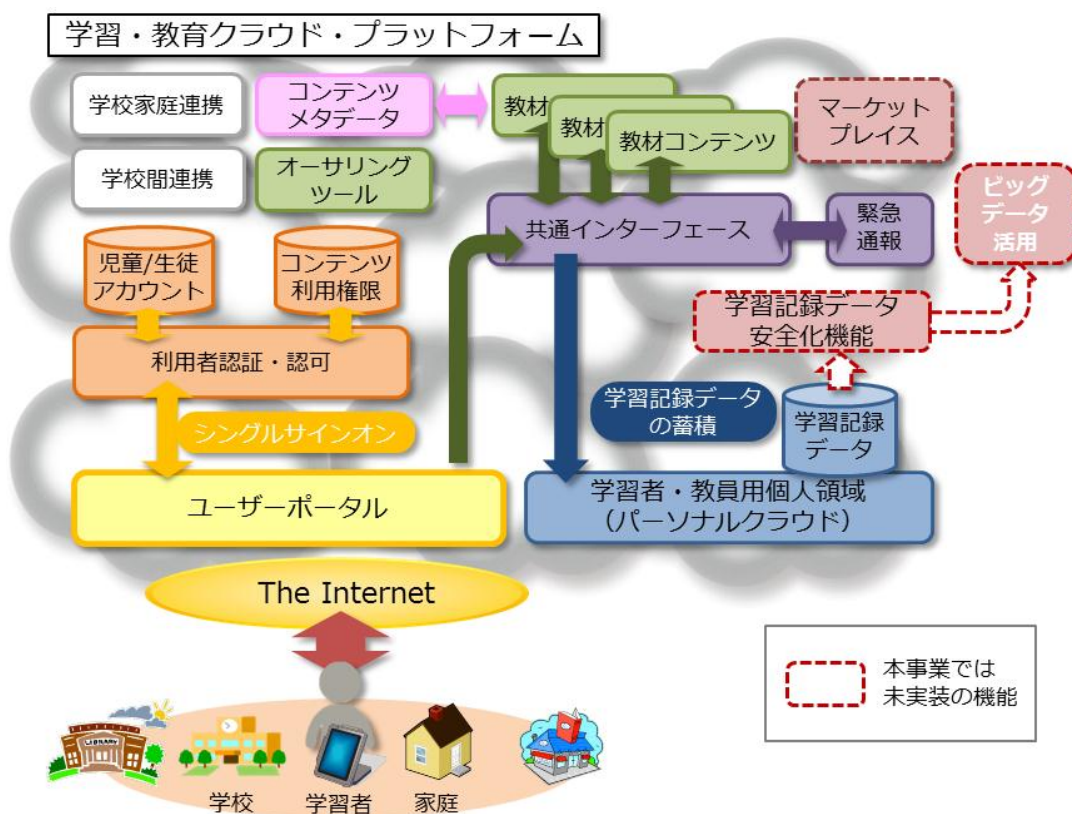 学習・教育クラウド・プラットフォーム
学校家庭連携
コンテンツ
メタデータ
教材
教材
教材コンテンツ
マーケット
プレイス
学校間連携
オーサリング
ツール
共通インターフェース
緊急
通報
ビッグ
データ
活用
児童/生徒
アカウント
コンテンツ
利用権限
学習記録データ
安全化機能
利用者認証・認可
シングルサインオン
学習記録データ
の蓄積
学習記録
データ
ユーザーポータル
学習者・教員用個人領域
（パーソナルクラウド）
The Internet
本事業では
未実装の機能
LIBRARY
学校
学習者
家庭